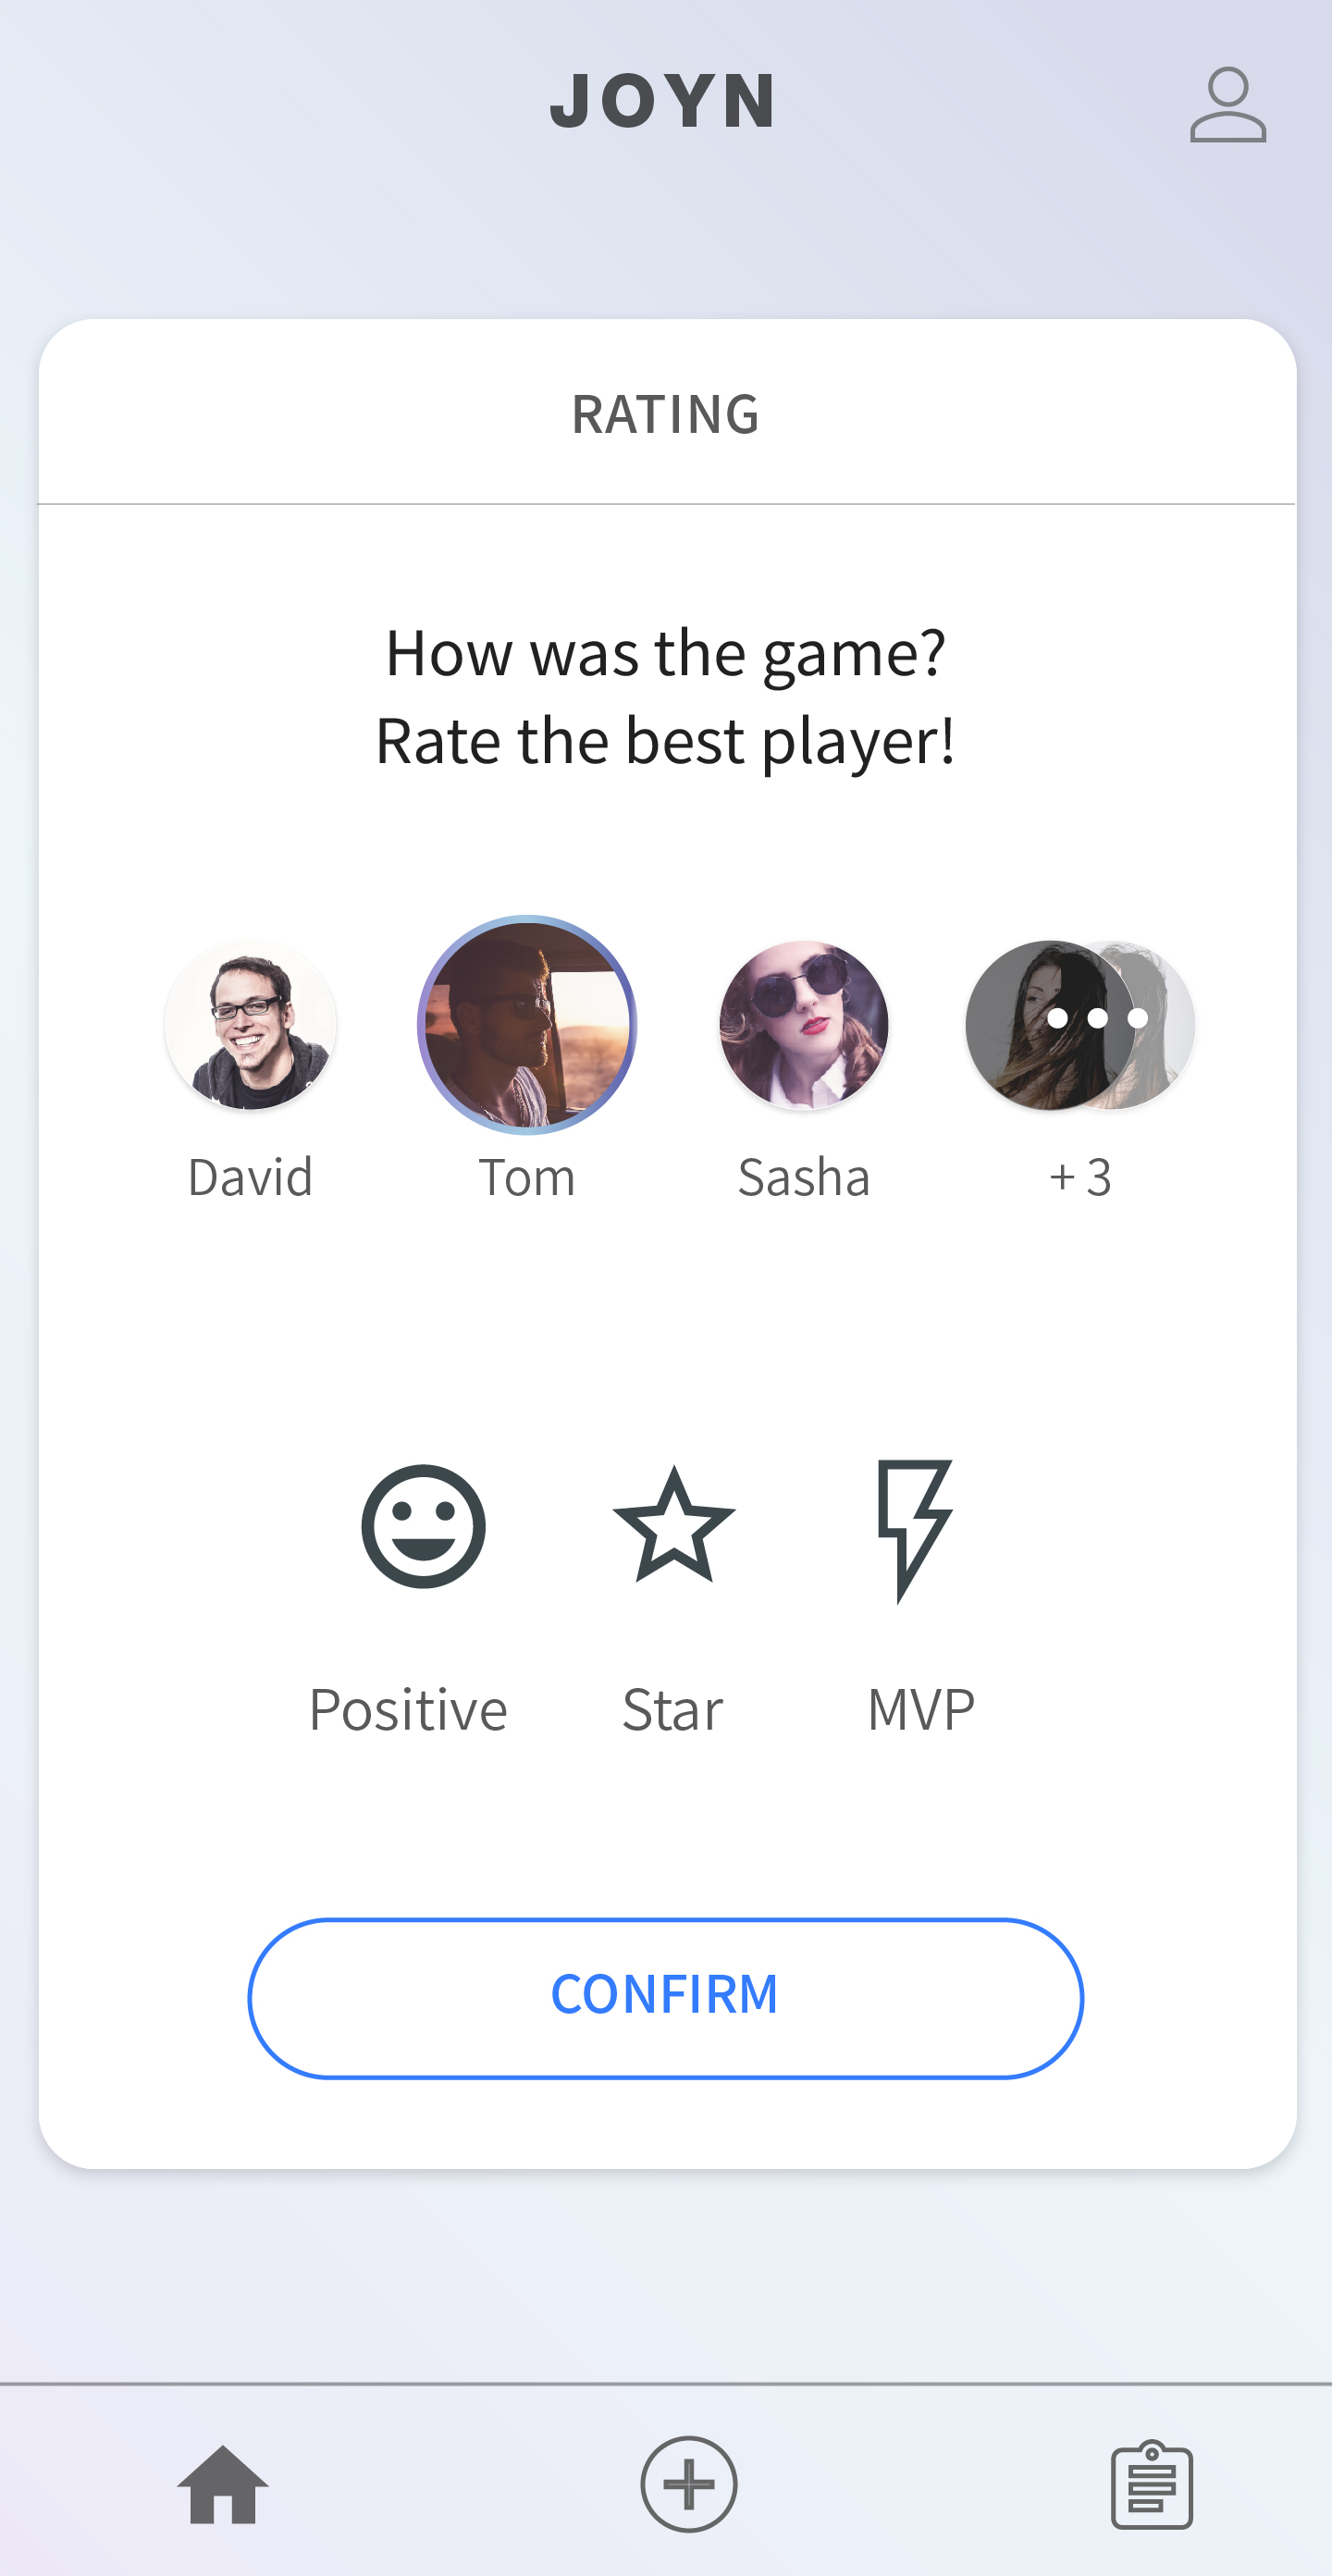 JOYN
RATING
How was the game?
Rate the best player!
David
Tom
Sasha
+ 3
Positive
Star
MVP
CONFIRM